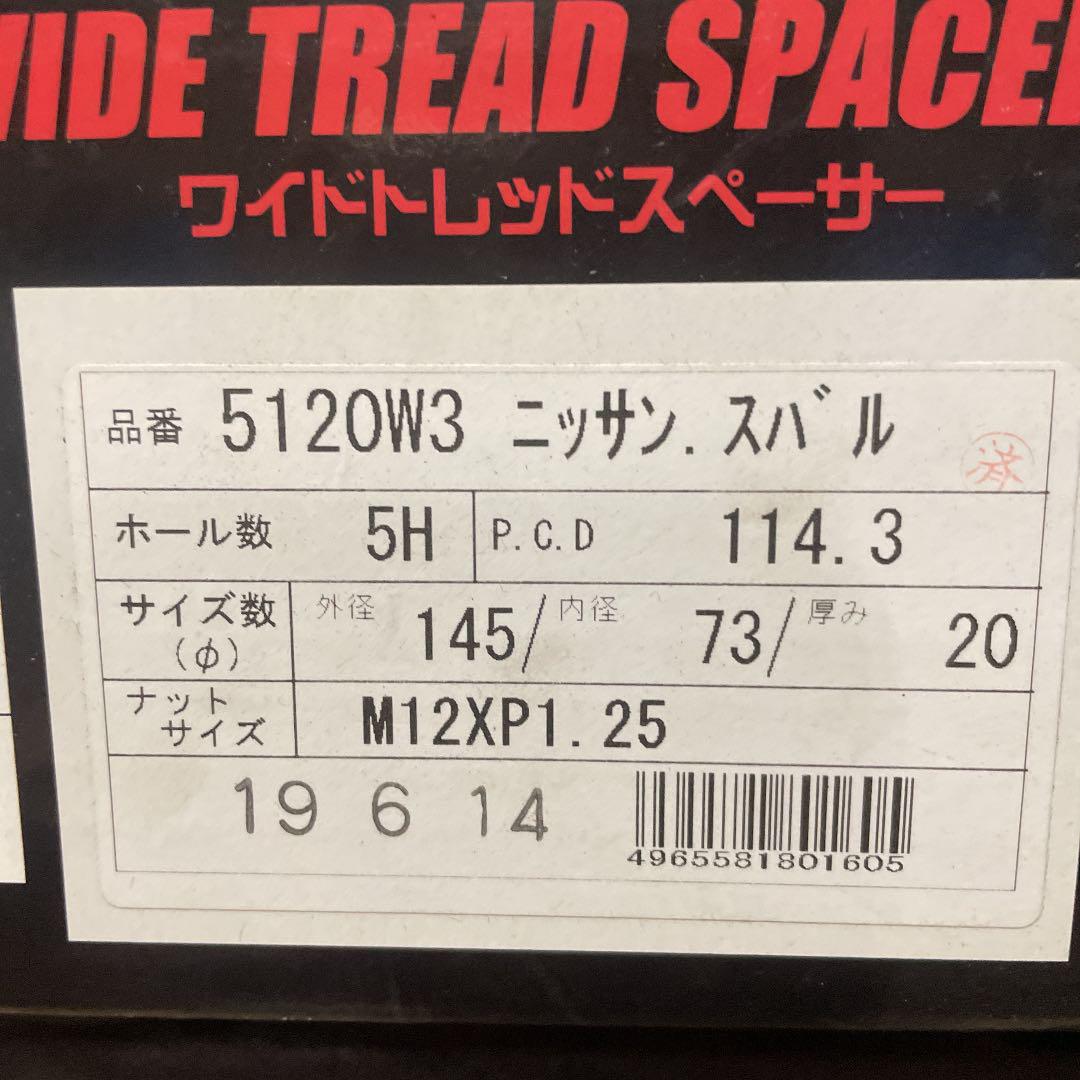 WIDE TREAD SPACER
ワイドトレッドスペーサー
品番 5120W3 ニッサン.スバル 済
ホール数 5H P.C.D 114.3
サイズ数 外径 145/ 内径 73/ 厚み 20
(φ)
ナット
サイズ M12XP1.25
19 6 14
4965581801605